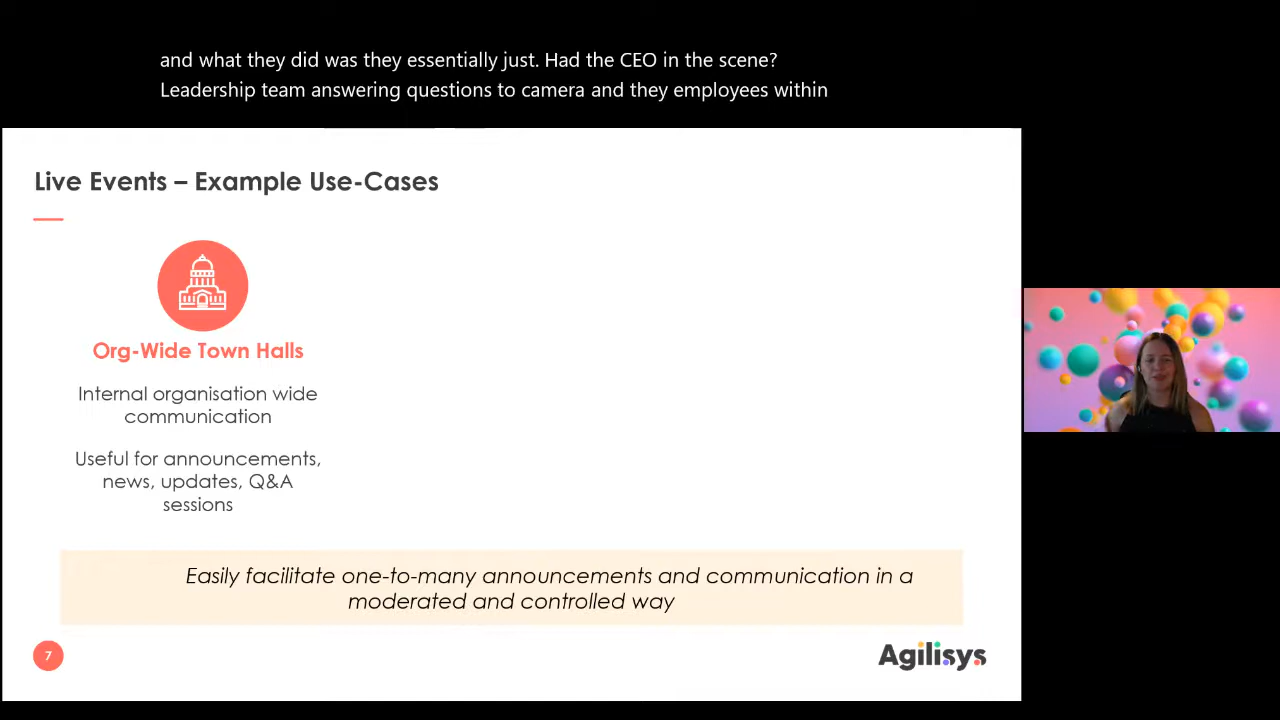 and what they did was they essentially just. Had the CEO in the scene?
Leadership team answering questions to camera and they employees within
Live Events – Example Use-Cases
Org-Wide Town Halls
Internal organisation wide
communication
Useful for announcements,
news, updates, Q&A
sessions
Easily facilitate one-to-many announcements and communication in a
moderated and controlled way
7
Agilisys